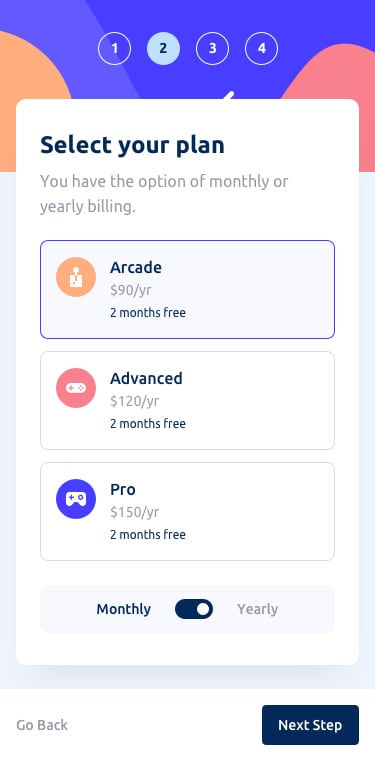 1 2 3 4
Select your plan
You have the option of monthly or
yearly billing.
Arcade
$90/yr
2 months free
Advanced
$120/yr
2 months free
Pro
$150/yr
2 months free
Monthly Yearly
Go Back Next Step